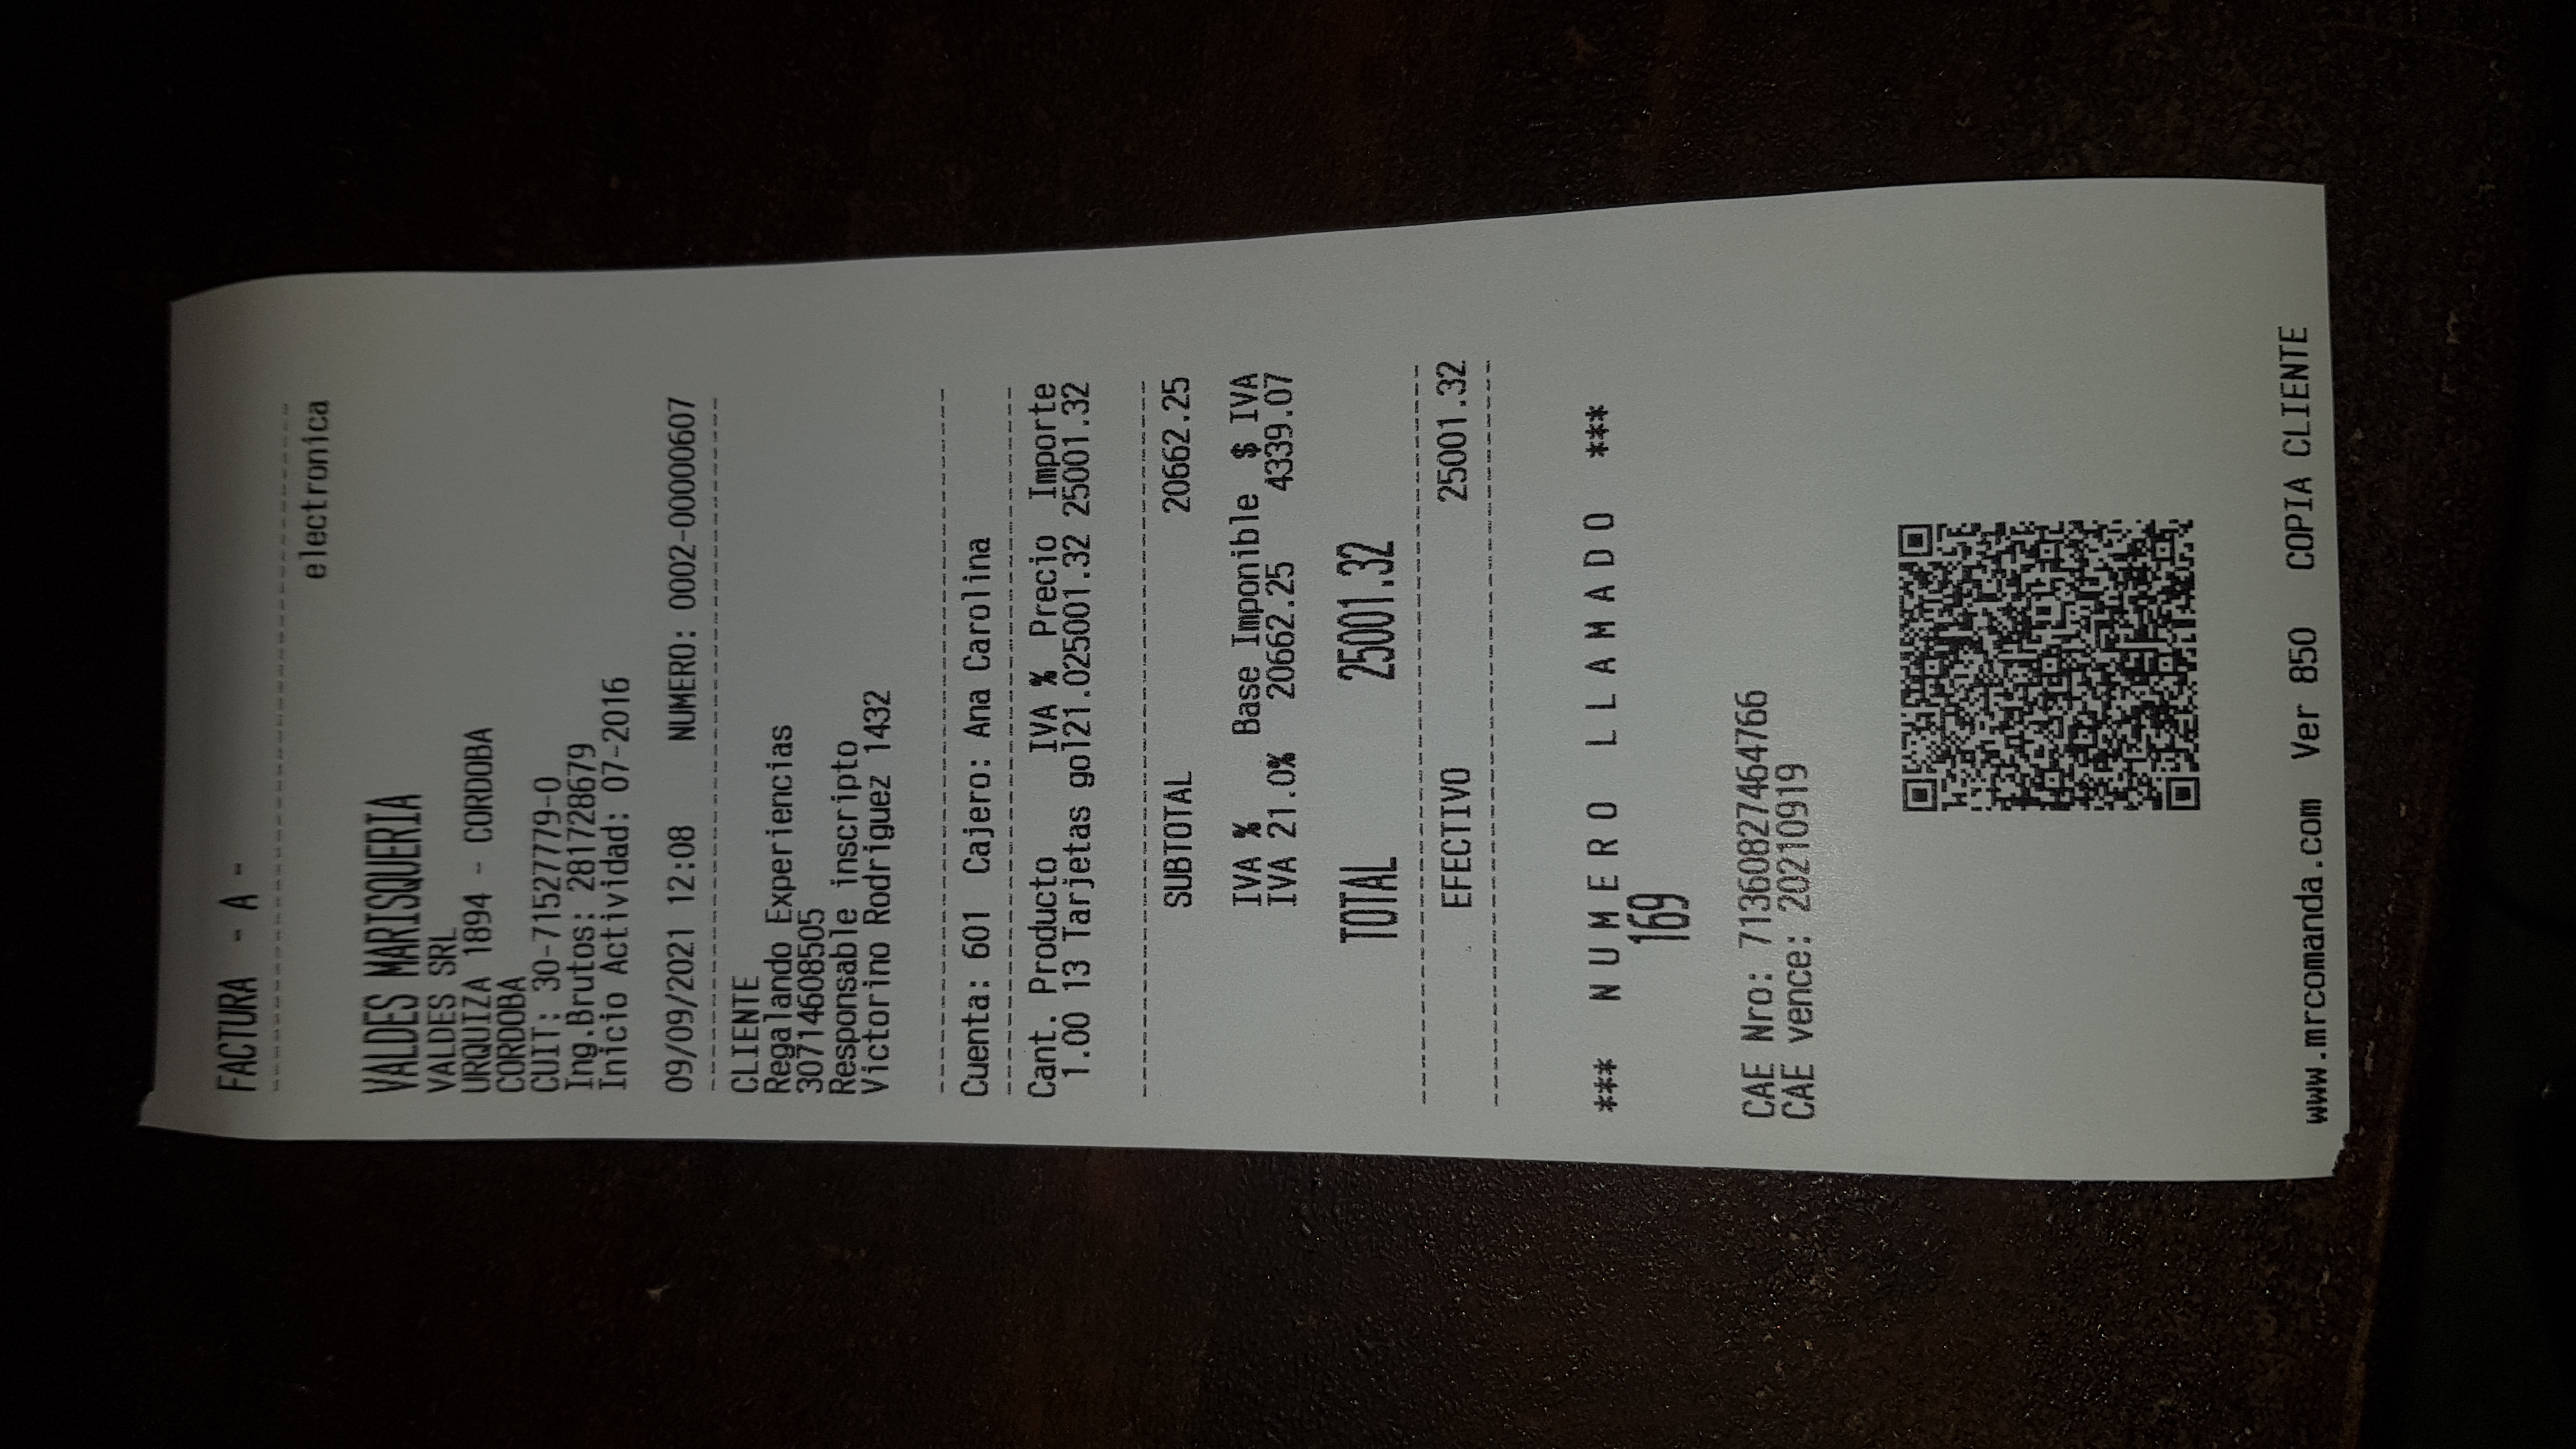 FACTURA - A -
electronica
VALDES MARISQUERIA
VALDES SRL
URQUIZA 1894 - CORDOBA
CORDOBA
CUIT: 30-71527779-0
Ing.Brutos: 281728679
Inicio Actividad: 07-2016
09/09/2021 12:08 NUMERO: 0002-00000607
CLIENTE
Regalando Experiencias
30714608505
Responsable inscripto
Victorino Rodriguez 1432
Cuenta: 601 Cajero: Ana Carolina
Cant. Producto IVA % Precio Importe
1.00 13 Tarjetas gol21.025001.32 25001.32
SUBTOTAL 20662.25
IVA % Base Imponible $ IVA
IVA 21.0% 20662.25 4339.07
TOTAL 25001.32
EFECTIVO 25001.32
*** NUMERO LLAMADO ***
169
CAE Nro: 71360827464766
CAE vence: 20210919
www.mrcomanda.com Ver 850 COPIA CLIENTE